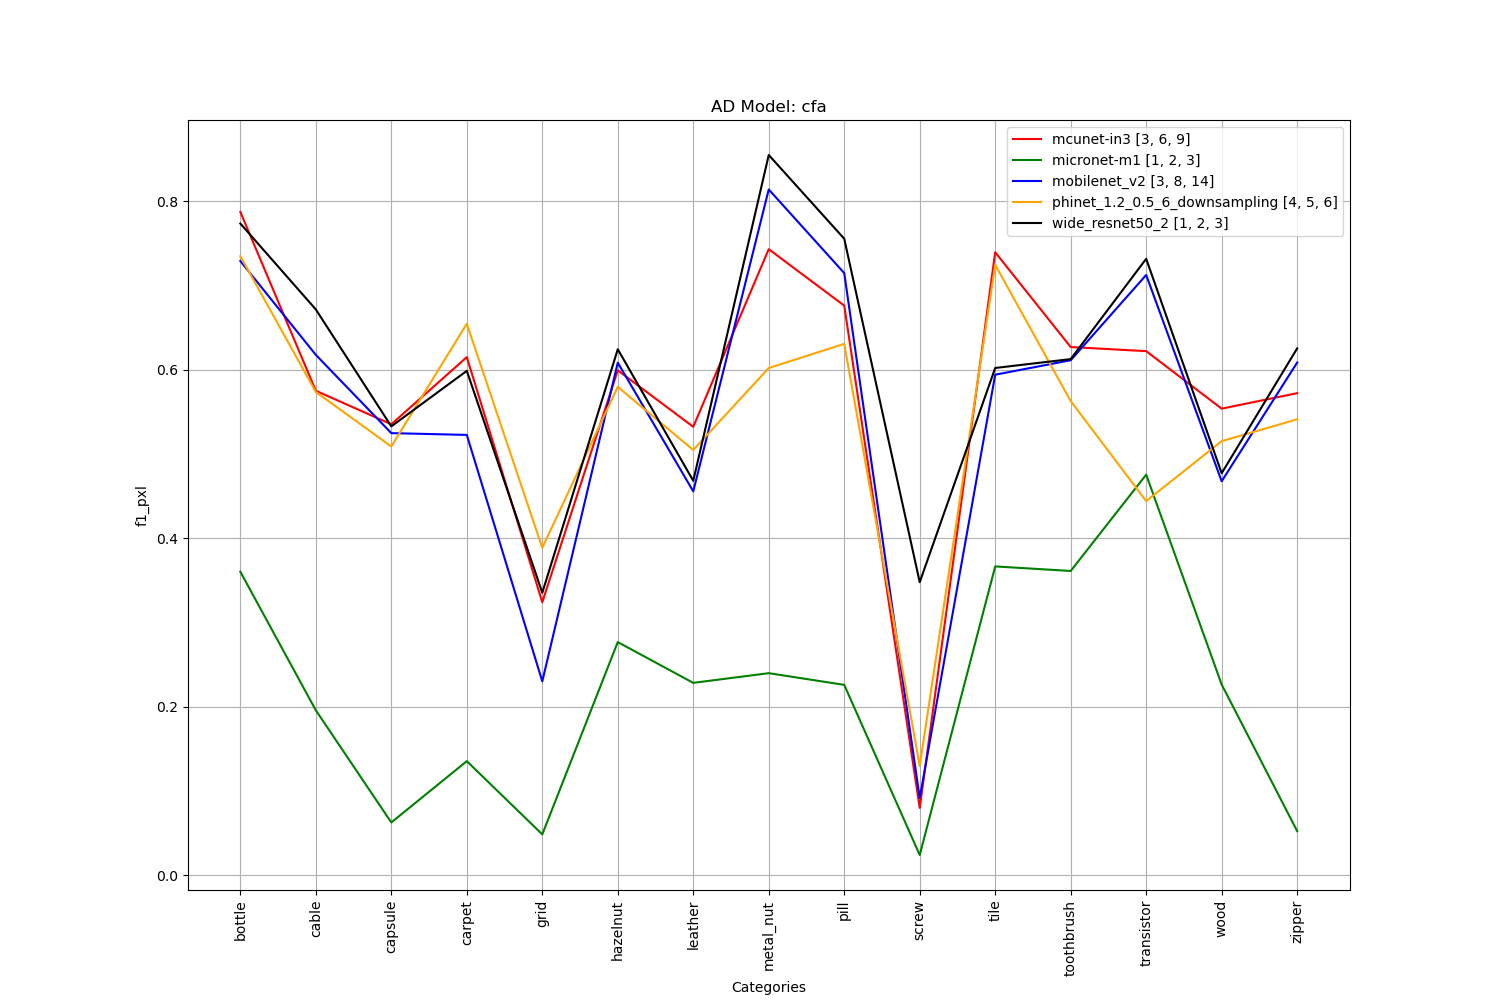 AD Model: cfa
mcunet-in3 [3, 6, 9]
micronet-m1 [1, 2, 3]
mobilenet_v2 [3, 8, 14]
phinet_1.2_0.5_6_downsampling [4, 5, 6]
wide_resnet50_2 [1, 2, 3]
f1_pxl
0.8
0.6
0.4
0.2
0.0
bottle
cable
capsule
carpet
grid
hazelnut
leather
metal_nut
pill
screw
tile
toothbrush
transistor
wood
zipper
Categories